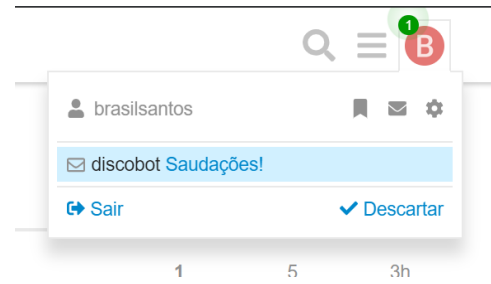 1
B
brasilsantos
discobot Saudações!
Sair Descartar
1 5 3h